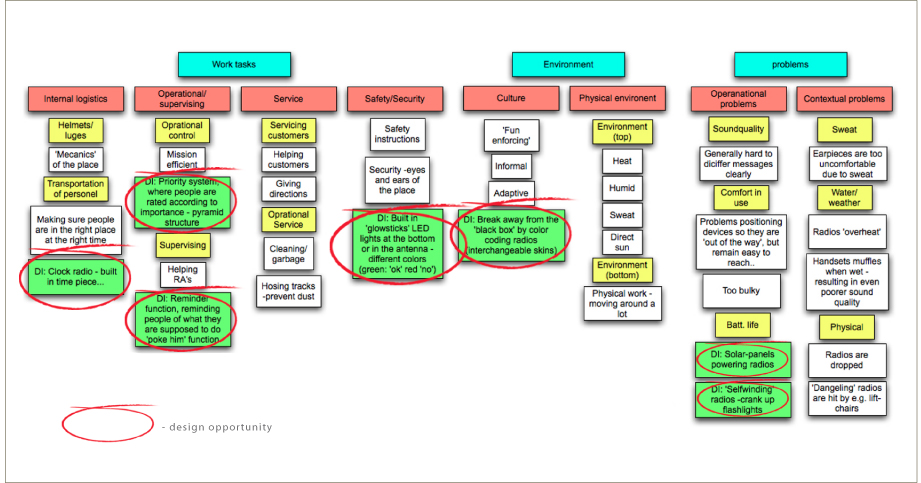 Work tasks
Environment
problems
Internal logistics
Operational/
supervising
Service
Safety/Security
Culture
Physical environent
Operanational
problems
Contextual problems
Helmets/
luges
'Mecanics'
of the place
Transportation
of personel
Making sure people
are in the right place
at the right time
DI: Clock radio - built
in time piece...
Oprational
control
Mission
efficient
DI: Priority system,
where people are
rated according to
importance - pyramid
structure
Supervising
Helping
RA's
DI: Reminder
function, reminding
people of what they
are supposed to do
'poke him' function
Servicing
customers
Helping
customers
Giving
directions
Oprational
Service
Cleaning/
garbage
Hosing tracks
-prevent dust
Safety
instructions
Security -eyes
and ears of
the place
DI: Built in
'glowsticks' LED
lights at the bottom
or in the antenna -
different colors
(green: 'ok' red 'no')
'Fun
enforcing'
Informal
Adaptive
DI: Break away from the
'black box' by color
coding radios
(interchangeable skins)
Environment
(top)
Heat
Humid
Sweat
Direct
sun
Environment
(bottom)
Physical work -
moving around a
lot
Soundquality
Generally hard to
diciffer messages
clearly
Comfort in
use
Problems positioning
devices so they are
'out of the way', but
remain easy to
reach..
Too bulky
Batt. life
DI: Solar-panels
powering radios
DI: 'Selfwinding'
radios -crank up
flashlights
Sweat
Earpieces are too
uncomfortable
due to sweat
Water/
weather
Radios 'overheat'
Handsets muffles
when wet -
resulting in even
poorer sound
quality
Physical
Radios are
dropped
'Dangeling' radios
are hit by e.g. lift-
chairs
- design opportunity